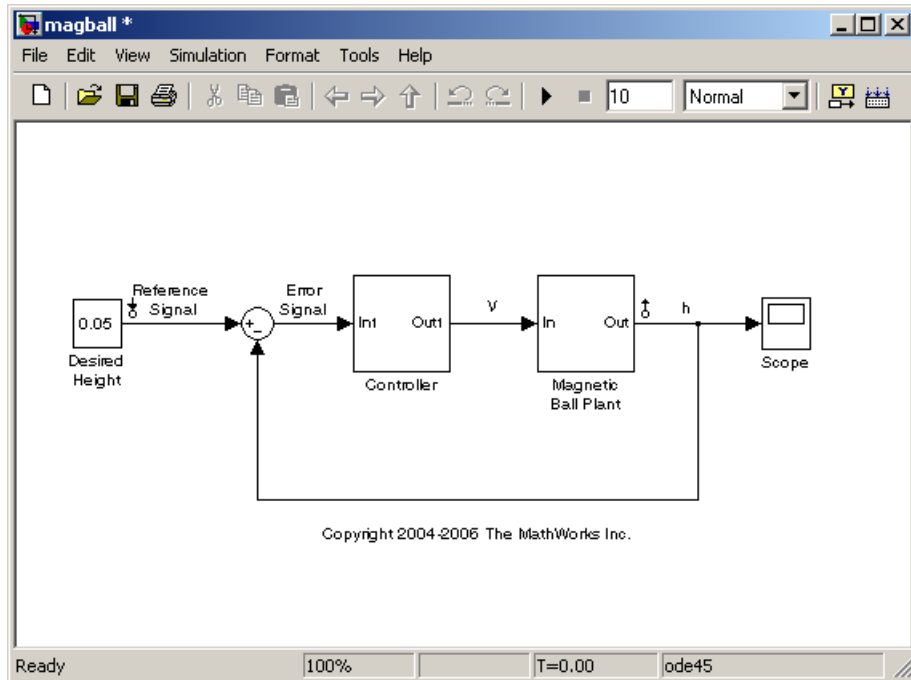 magball *
File Edit View Simulation Format Tools Help
10 Normal
Reference
Signal
Error
Signal
0.05
Desired
Height
+
-
In1 Out1
Controller
V
In Out
Magnetic
Ball Plant
h
Scope
Copyright 2004-2006 The MathWorks Inc.
Ready 100% T=0.00 ode45